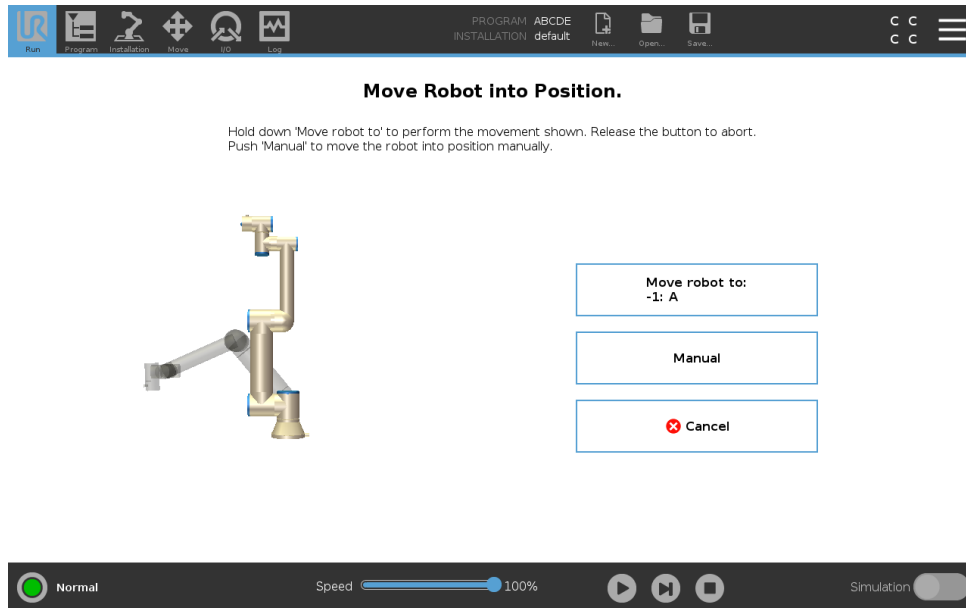 UR
Run
Program
Installation
Move
I/O
Log
PROGRAM ABCDE
INSTALLATION default
New...
Open...
Save...
C C
C C
Move Robot into Position.
Hold down 'Move robot to' to perform the movement shown. Release the button to abort.
Push 'Manual' to move the robot into position manually.
Move robot to:
-1: A
Manual
Cancel
Normal
Speed
100%
Simulation